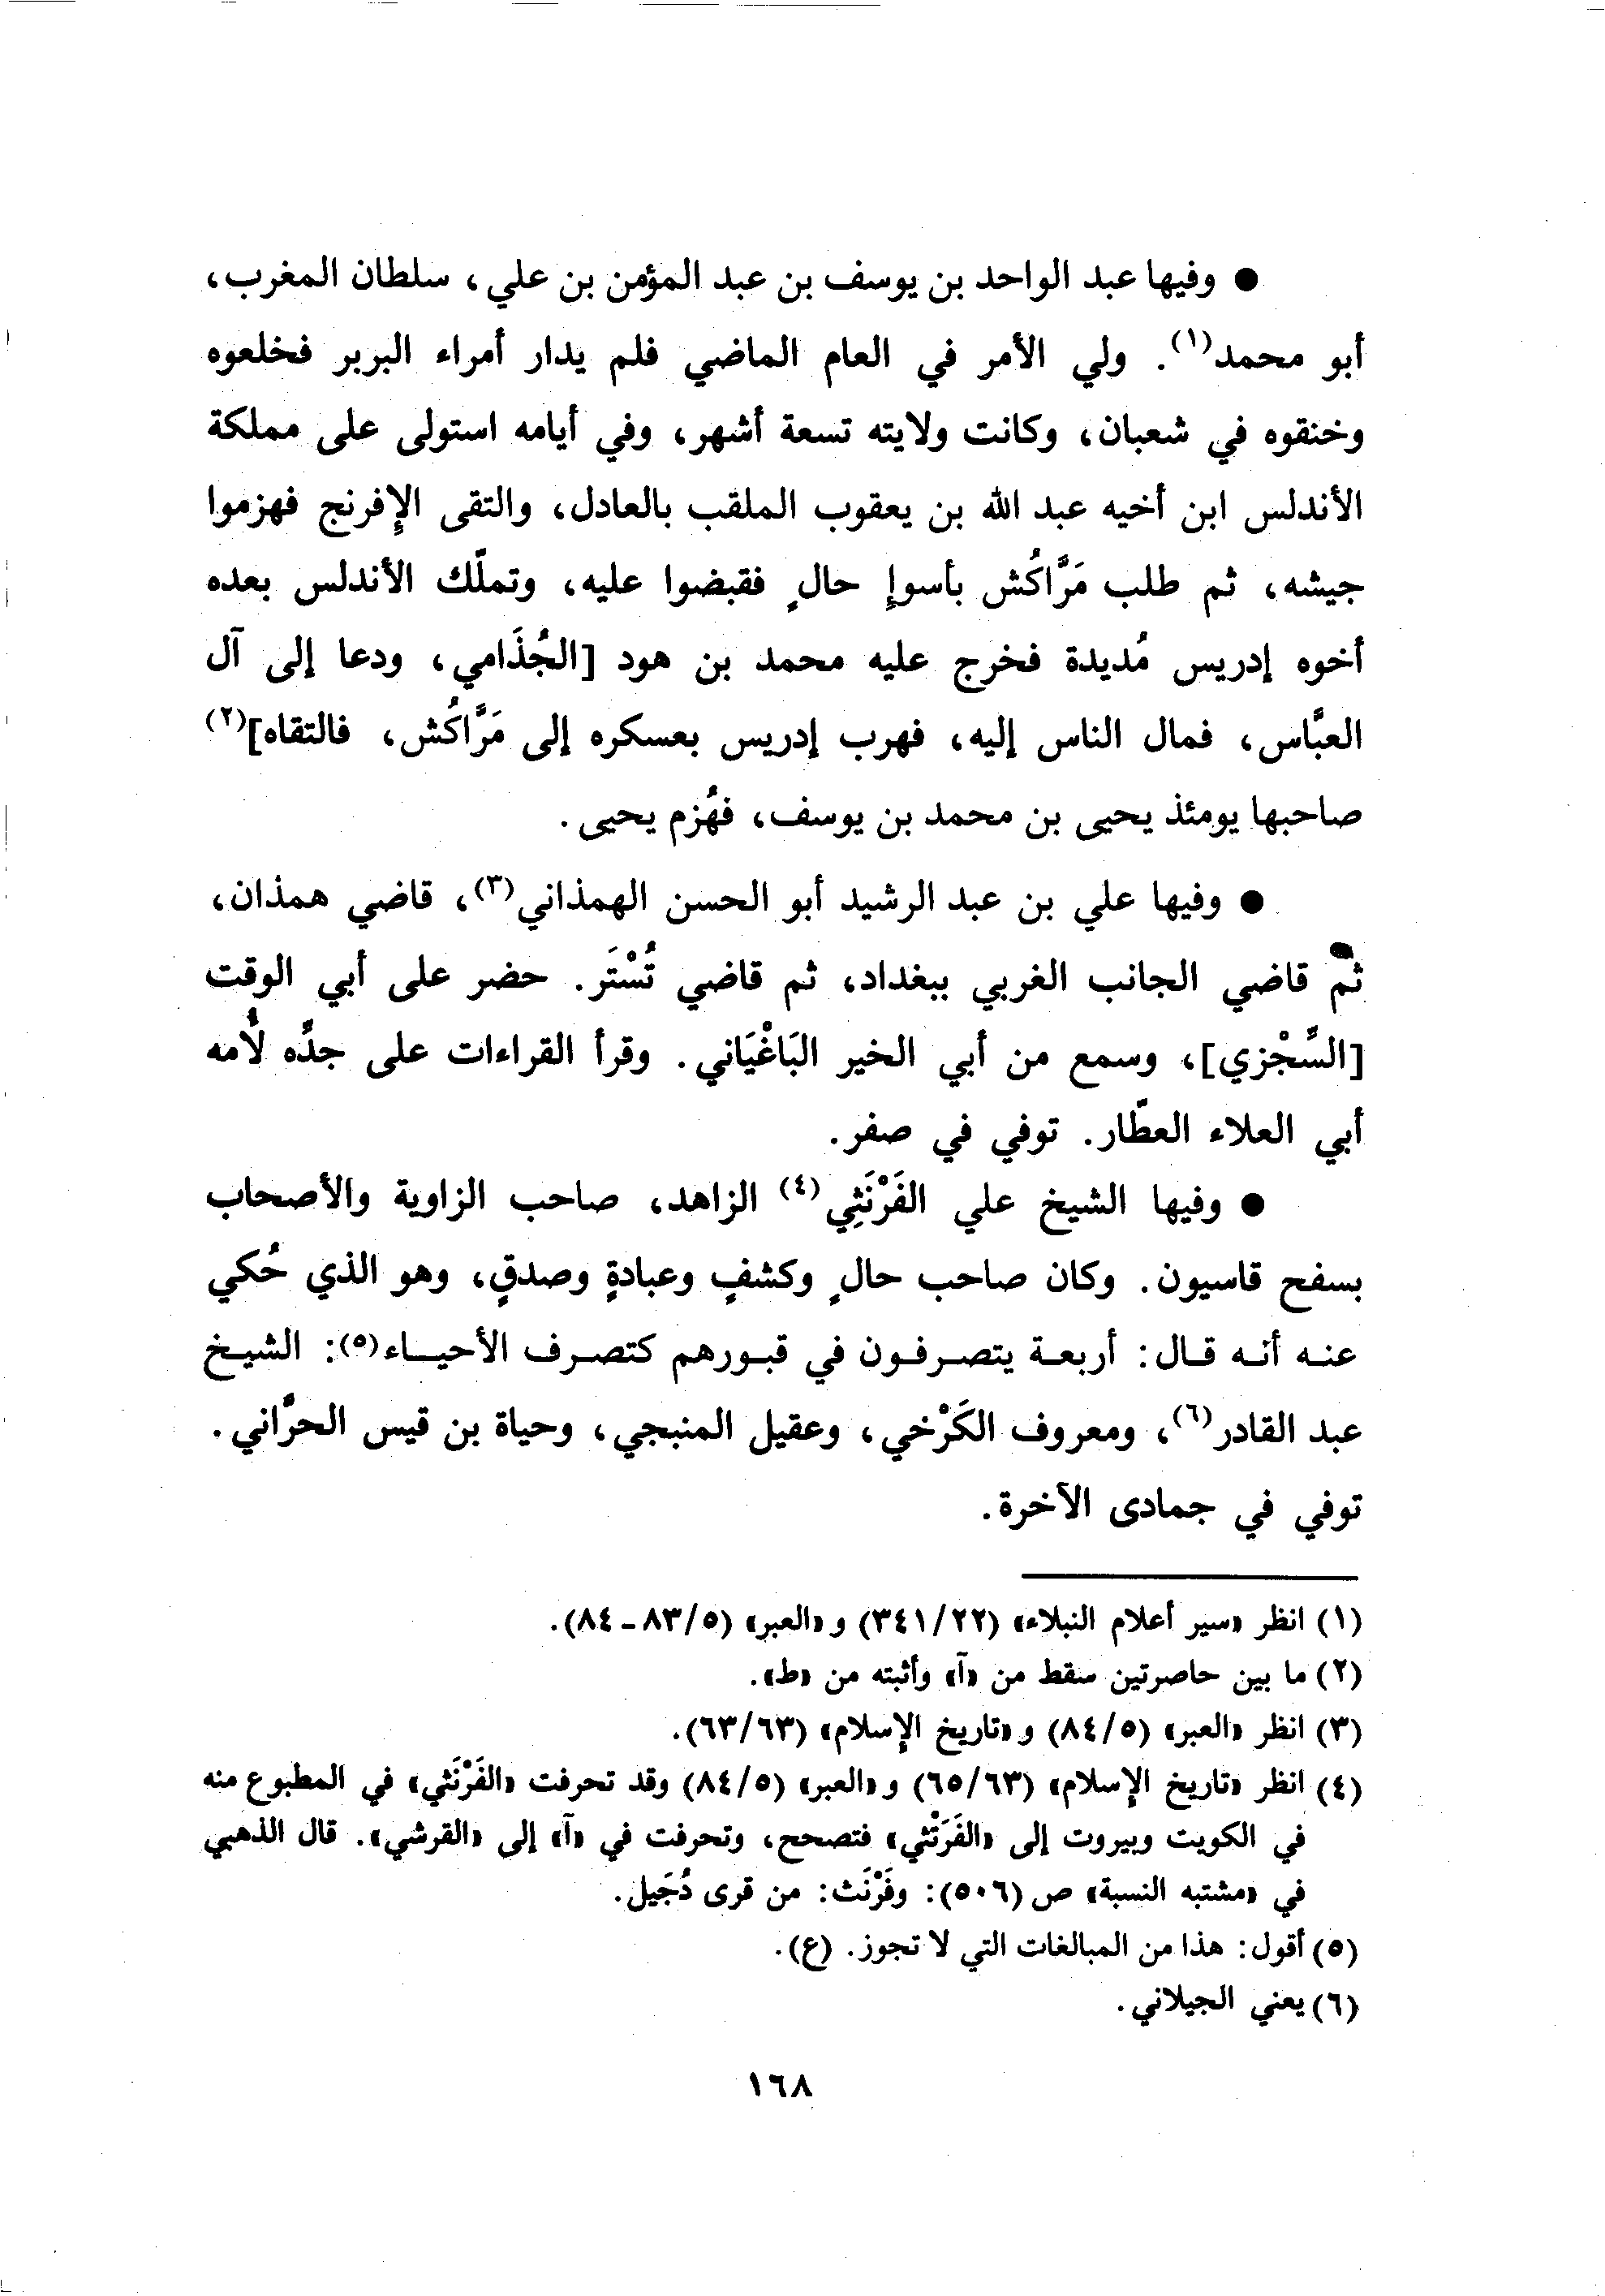 ● وفيها عبد الواحد بن يوسف بن عبد المؤمن بن علي، سلطان المغرب،
أبو محمد(١). ولي الأمر في العام الماضي فلم يدار أمراء البربر فخلعوه
وخنقوه في شعبان، وكانت ولايته تسعة أشهر، وفي أيامه استولى على مملكة
الأندلس ابن أخيه عبد الله بن يعقوب الملقب بالعادل، والتقى الإفرنج فهزموا
جيشه، ثم طلب مَرَّاكُش بأسوإ حالٍ فقبضوا عليه، وتملَّك الأندلس بعده
أخوه إدريس مُديدة فخرج عليه محمد بن هود [الجُذَامي، ودعا إلى آل
العبَّاس، فمال الناس إليه، فهرب إدريس بعسكره إلى مَرَّاكُش، فالتقاه](٢)
صاحبها يومئذ يحيى بن محمد بن يوسف، فهُزم يحيى.
● وفيها علي بن عبد الرشيد أبو الحسن الهمذاني(٣)، قاضي همذان،
ثم قاضي الجانب الغربي ببغداد، ثم قاضي تُسْتَر. حضر على أبي الوقت
[السِّجْزي]، وسمع من أبي الخير البَاغْيَاني. وقرأ القراءات على جدِّه لأُمه
أبي العلاء العطَّار. توفي في صفر.
● وفيها الشيخ علي الفَرْنَثِي(٤) الزاهد، صاحب الزاوية والأصحاب
بسفح قاسيون. وكان صاحب حالٍ وكشفٍ وعبادةٍ وصدقٍ، وهو الذي حُكي
عنه أنه قال: أربعة يتصرفون في قبورهم كتصرف الأحياء(٥): الشيخ
عبد القادر(٦)، ومعروف الكَرْخي، وعقيل المنبجي، وحياة بن قيس الحرَّاني.
توفي في جمادى الآخرة.
(١) انظر «سير أعلام النبلاء» (٢٢/ ٣٤١) و «العبر» (٥/ ٨٣ - ٨٤).
(٢) ما بين حاصرتين سقط من «آ» وأثبته من «ط».
(٣) انظر «العبر» (٥/ ٨٤) و «تاريخ الإسلام» (٦٣/ ٦٣).
(٤) انظر «تاريخ الإسلام» (٦٣/ ٦٥) و «العبر» (٥/ ٨٤) وقد تحرفت «الفَرْنَثي» في المطبوع منه
في الكويت وبيروت إلى «الفَرَتْثي» فتصحح، وتحرفت في «آ» إلى «القرشي». قال الذهبي
في «مشتبه النسبة» ص (٥٠٦): وفَرْنَث: من قرى دُجَيل.
(٥) أقول: هذا من المبالغات التي لا تجوز. (ع).
(٦) يعني الجيلاني.
١٦٨